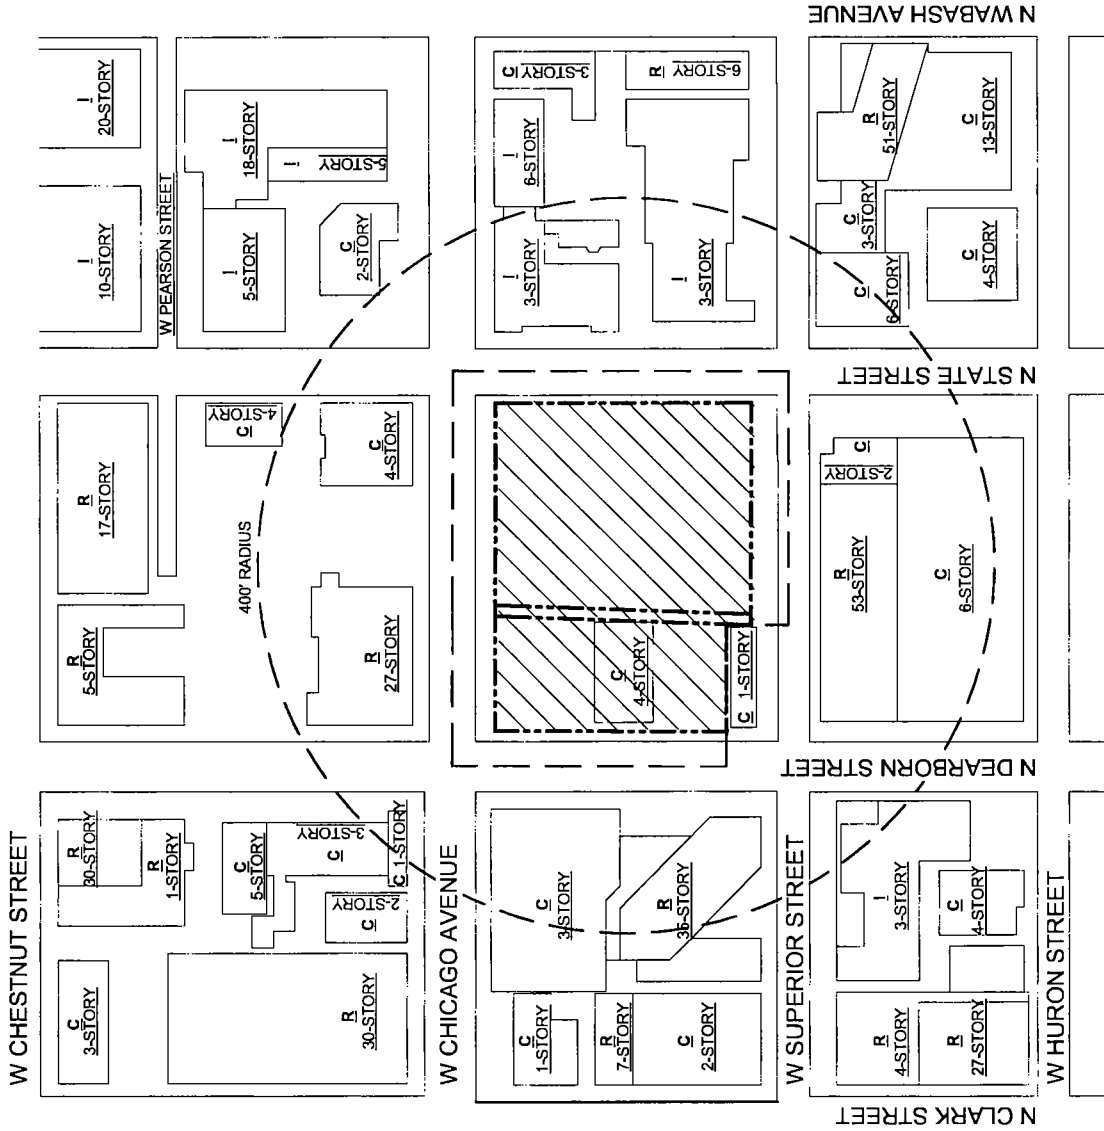 N WABASH AVENUE
I
20-STORY
I
10-STORY
W PEARSON STREET
I
18-STORY
I
5-STORY
I
5-STORY
C
2-STORY
C
3-STORY
R
6-STORY
I
6-STORY
I
3-STORY
I
3-STORY
R
51-STORY
C
13-STORY
C
3-STORY
C
6-STORY
C
4-STORY
N STATE STREET
R
17-STORY
C
4-STORY
C
4-STORY
400' RADIUS
R
5-STORY
R
27-STORY
C
4-STORY
C 1-STORY
C
2-STORY
R
53-STORY
C
6-STORY
N DEARBORN STREET
W CHESTNUT STREET
R
30-STORY
R
1-STORY
C
5-STORY
C
3-STORY
C 1-STORY
C
2-STORY
C
3-STORY
R
30-STORY
W CHICAGO AVENUE
C
3-STORY
R
36-STORY
C
1-STORY
R
7-STORY
C
2-STORY
W SUPERIOR STREET
I
3-STORY
C
4-STORY
R
4-STORY
R
27-STORY
W HURON STREET
N CLARK STREET